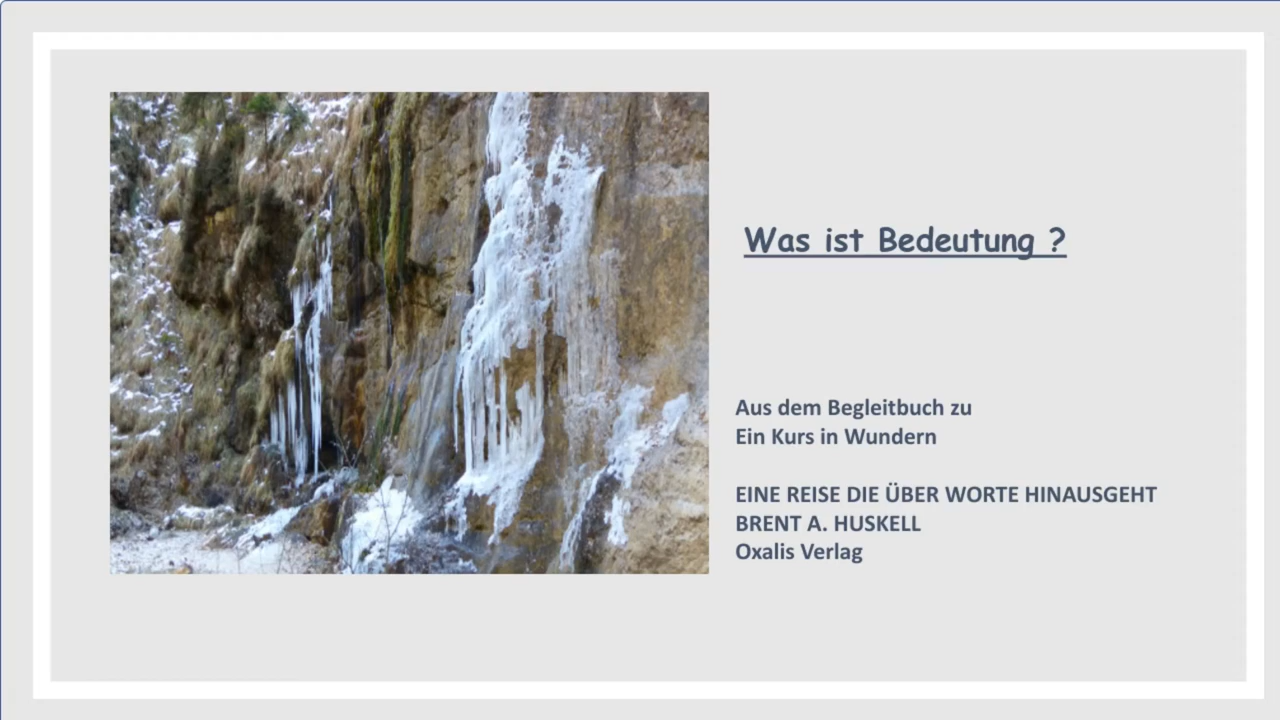 Was ist Bedeutung ?
Aus dem Begleitbuch zu
Ein Kurs in Wundern
EINE REISE DIE ÜBER WORTE HINAUSGEHT
BRENT A. HUSKELL
Oxalis Verlag